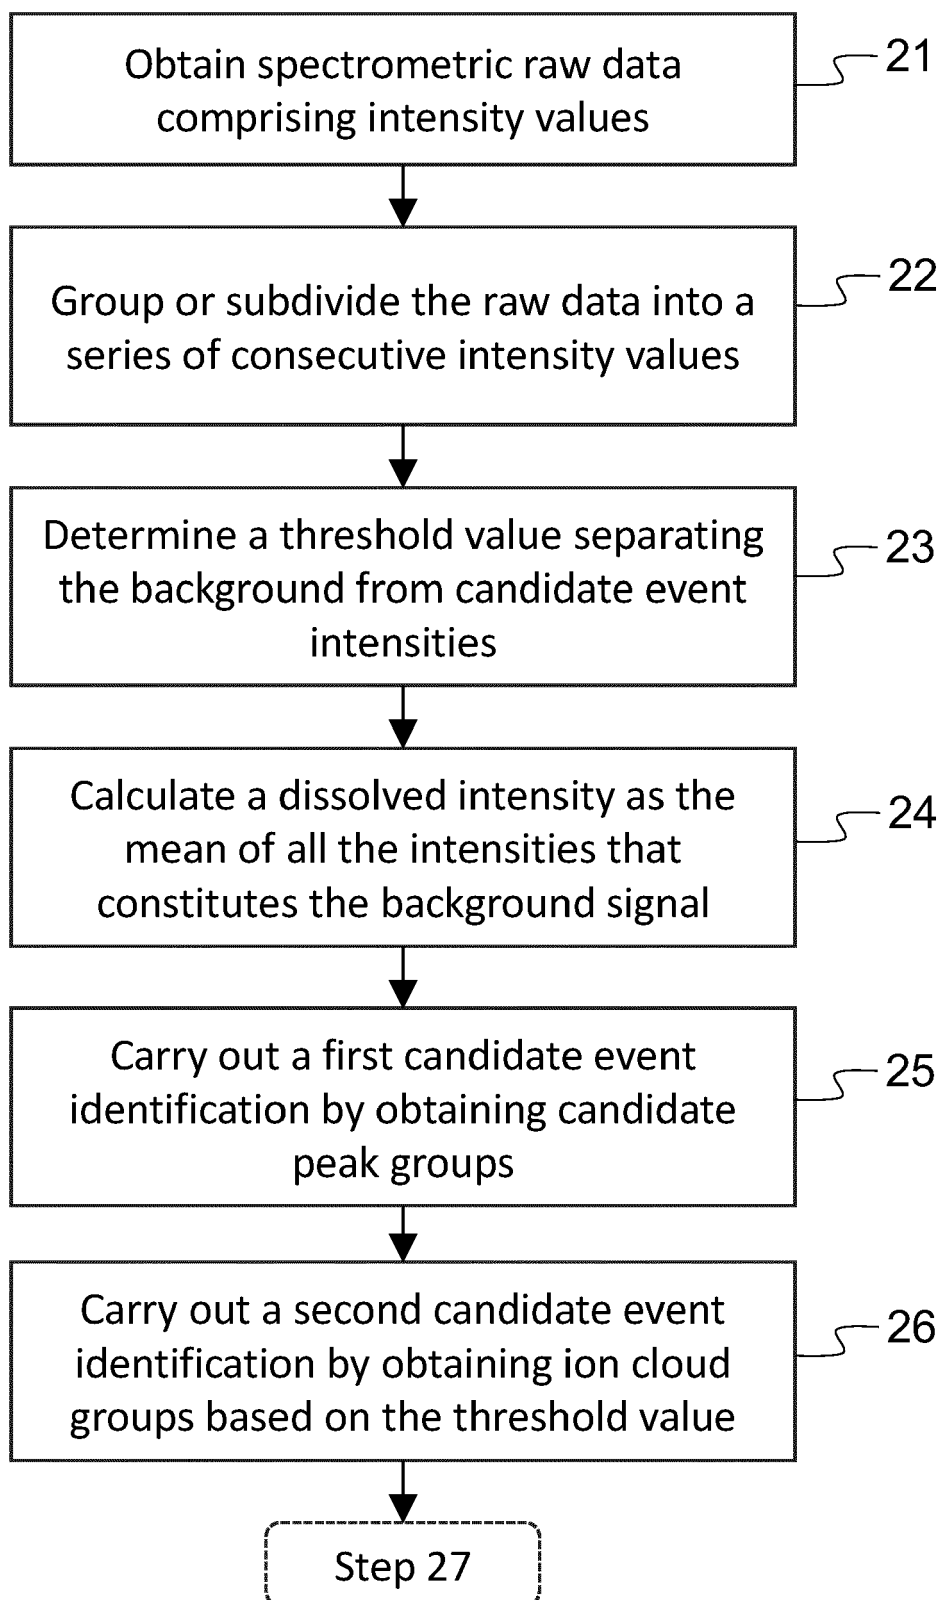 Obtain spectrometric raw data
comprising intensity values
21
Group or subdivide the raw data into a
series of consecutive intensity values
22
Determine a threshold value separating
the background from candidate event
intensities
23
Calculate a dissolved intensity as the
mean of all the intensities that
constitutes the background signal
24
Carry out a first candidate event
identification by obtaining candidate
peak groups
25
Carry out a second candidate event
identification by obtaining ion cloud
groups based on the threshold value
26
Step 27